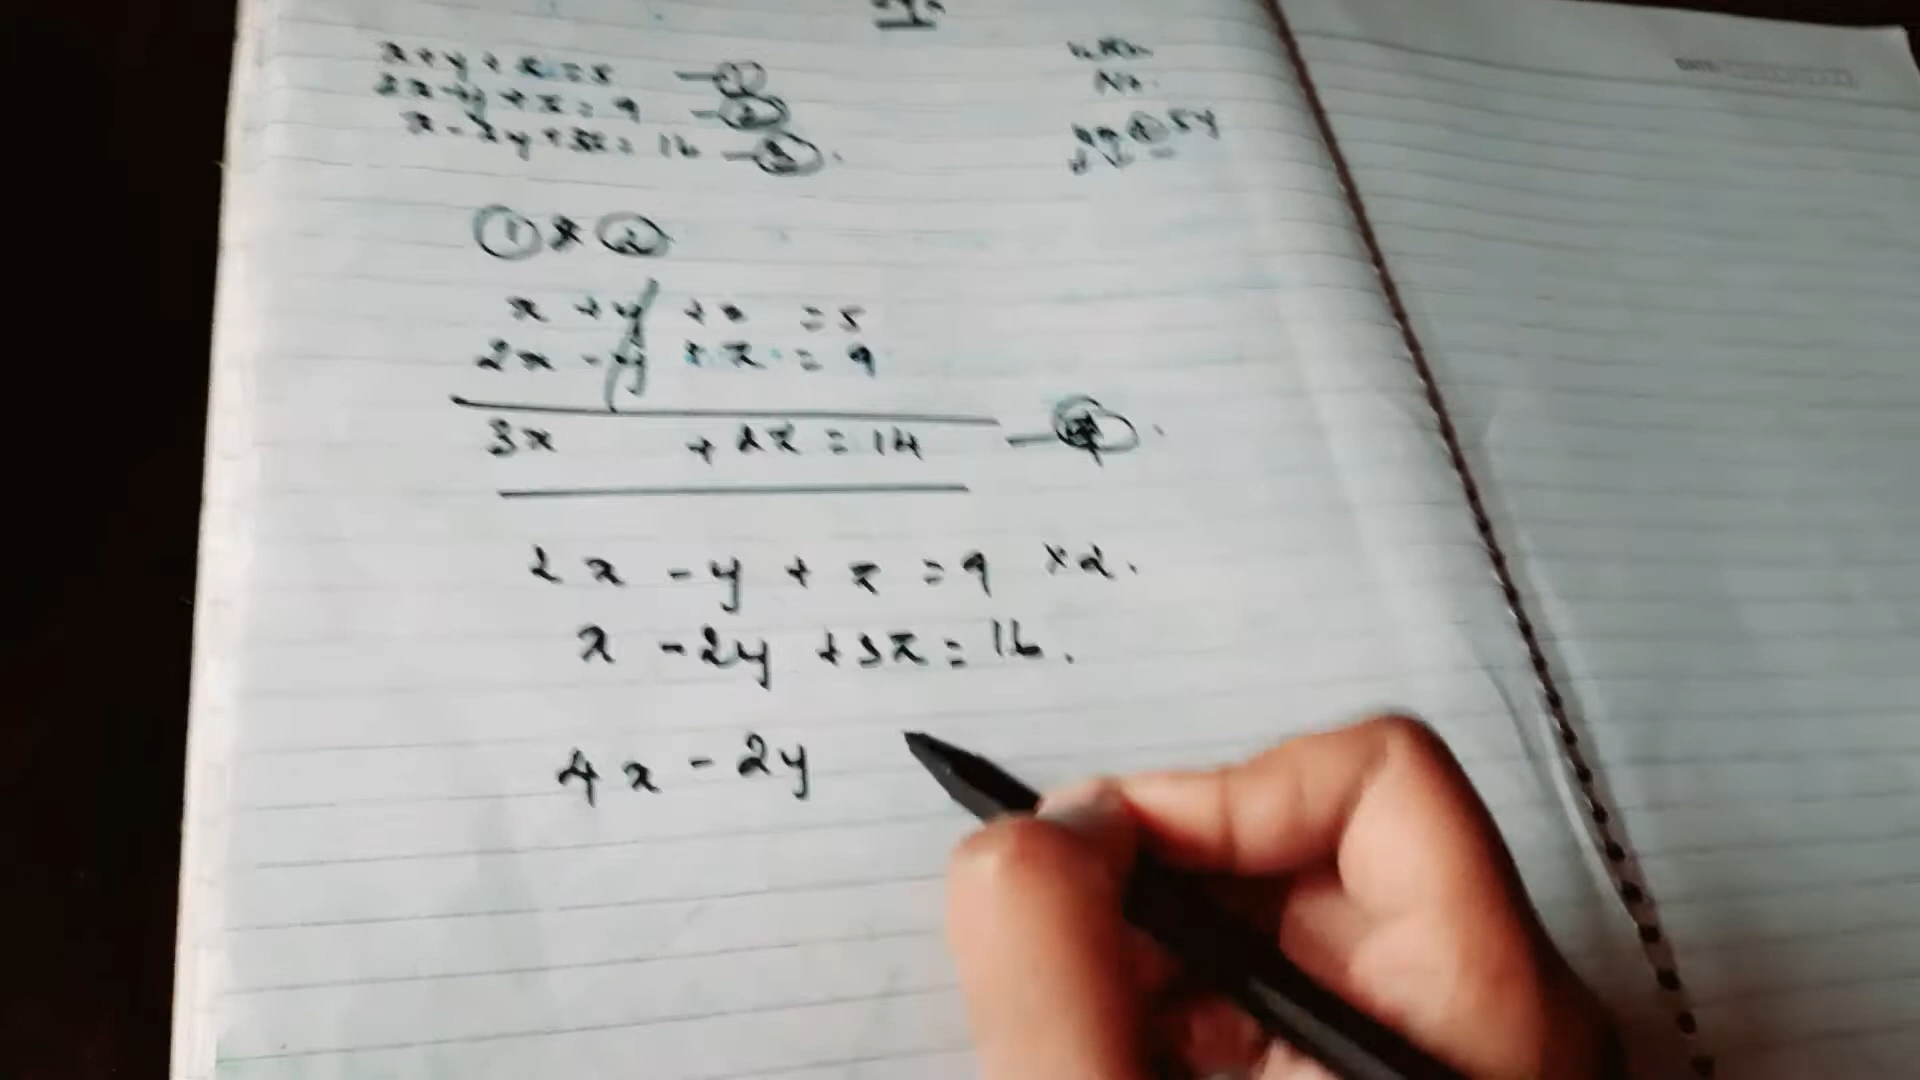 x+y+z=5 —①
2x-y+z=9 —②
x-2y+3z=16 —③.
① & ②
x +y +z =5
2x -y +z = 9
3x +2z = 14 —④.
2x -y + z =9 ×2.
x -2y +3z = 16.
4x - 2y
DATE